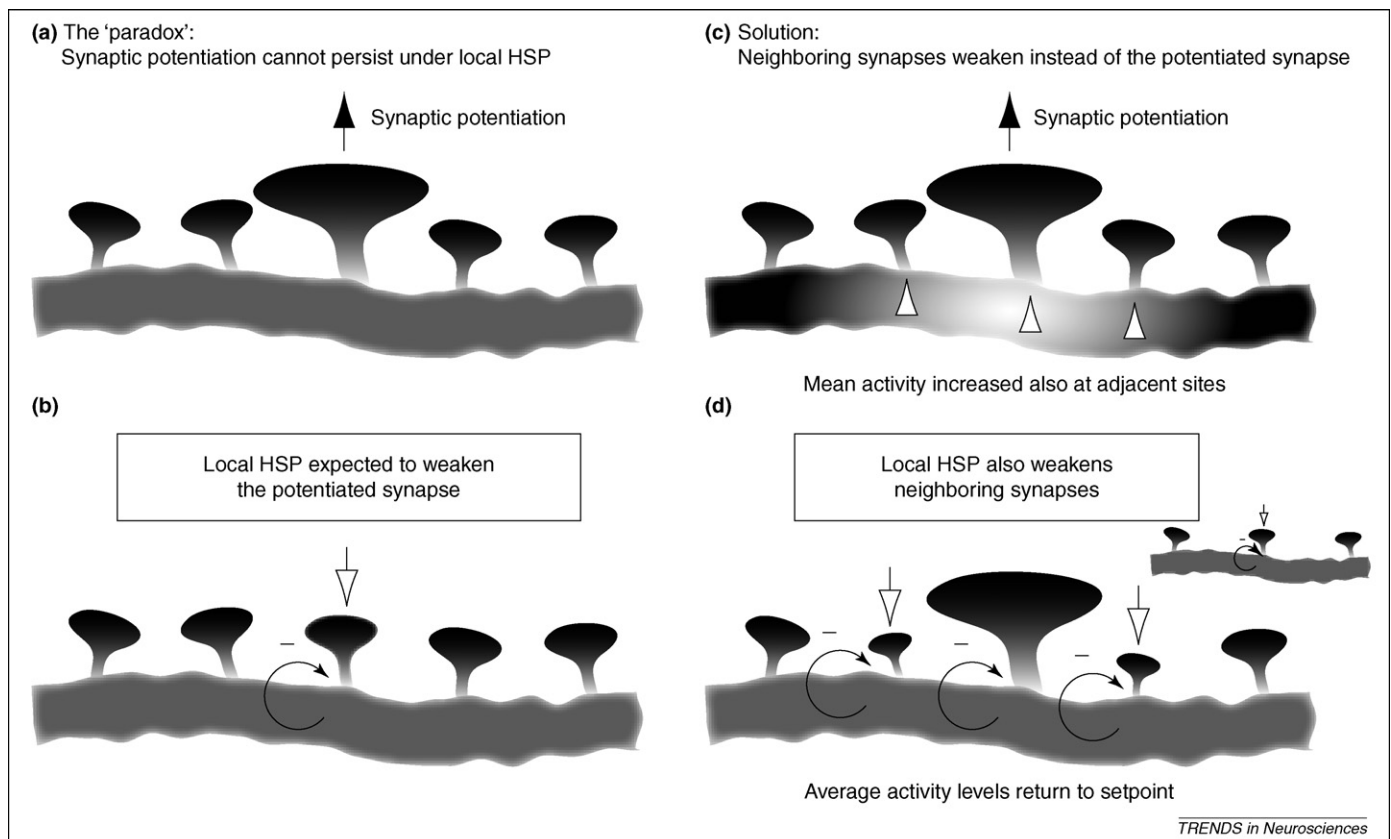 (a) The ‘paradox’:
Synaptic potentiation cannot persist under local HSP
Synaptic potentiation
(b)
Local HSP expected to weaken
the potentiated synapse
–
(c) Solution:
Neighboring synapses weaken instead of the potentiated synapse
Synaptic potentiation
Mean activity increased also at adjacent sites
(d)
Local HSP also weakens
neighboring synapses
–
– – –
Average activity levels return to setpoint
TRENDS in Neurosciences